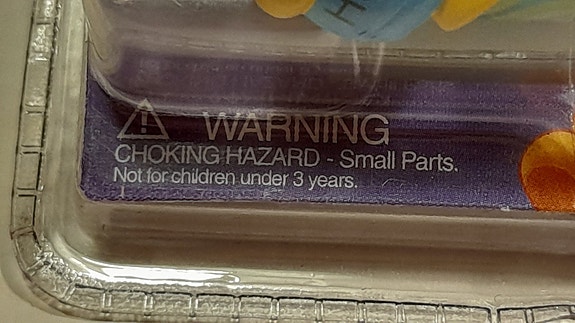 H
⚠ WARNING
CHOKING HAZARD - Small Parts.
Not for children under 3 years.